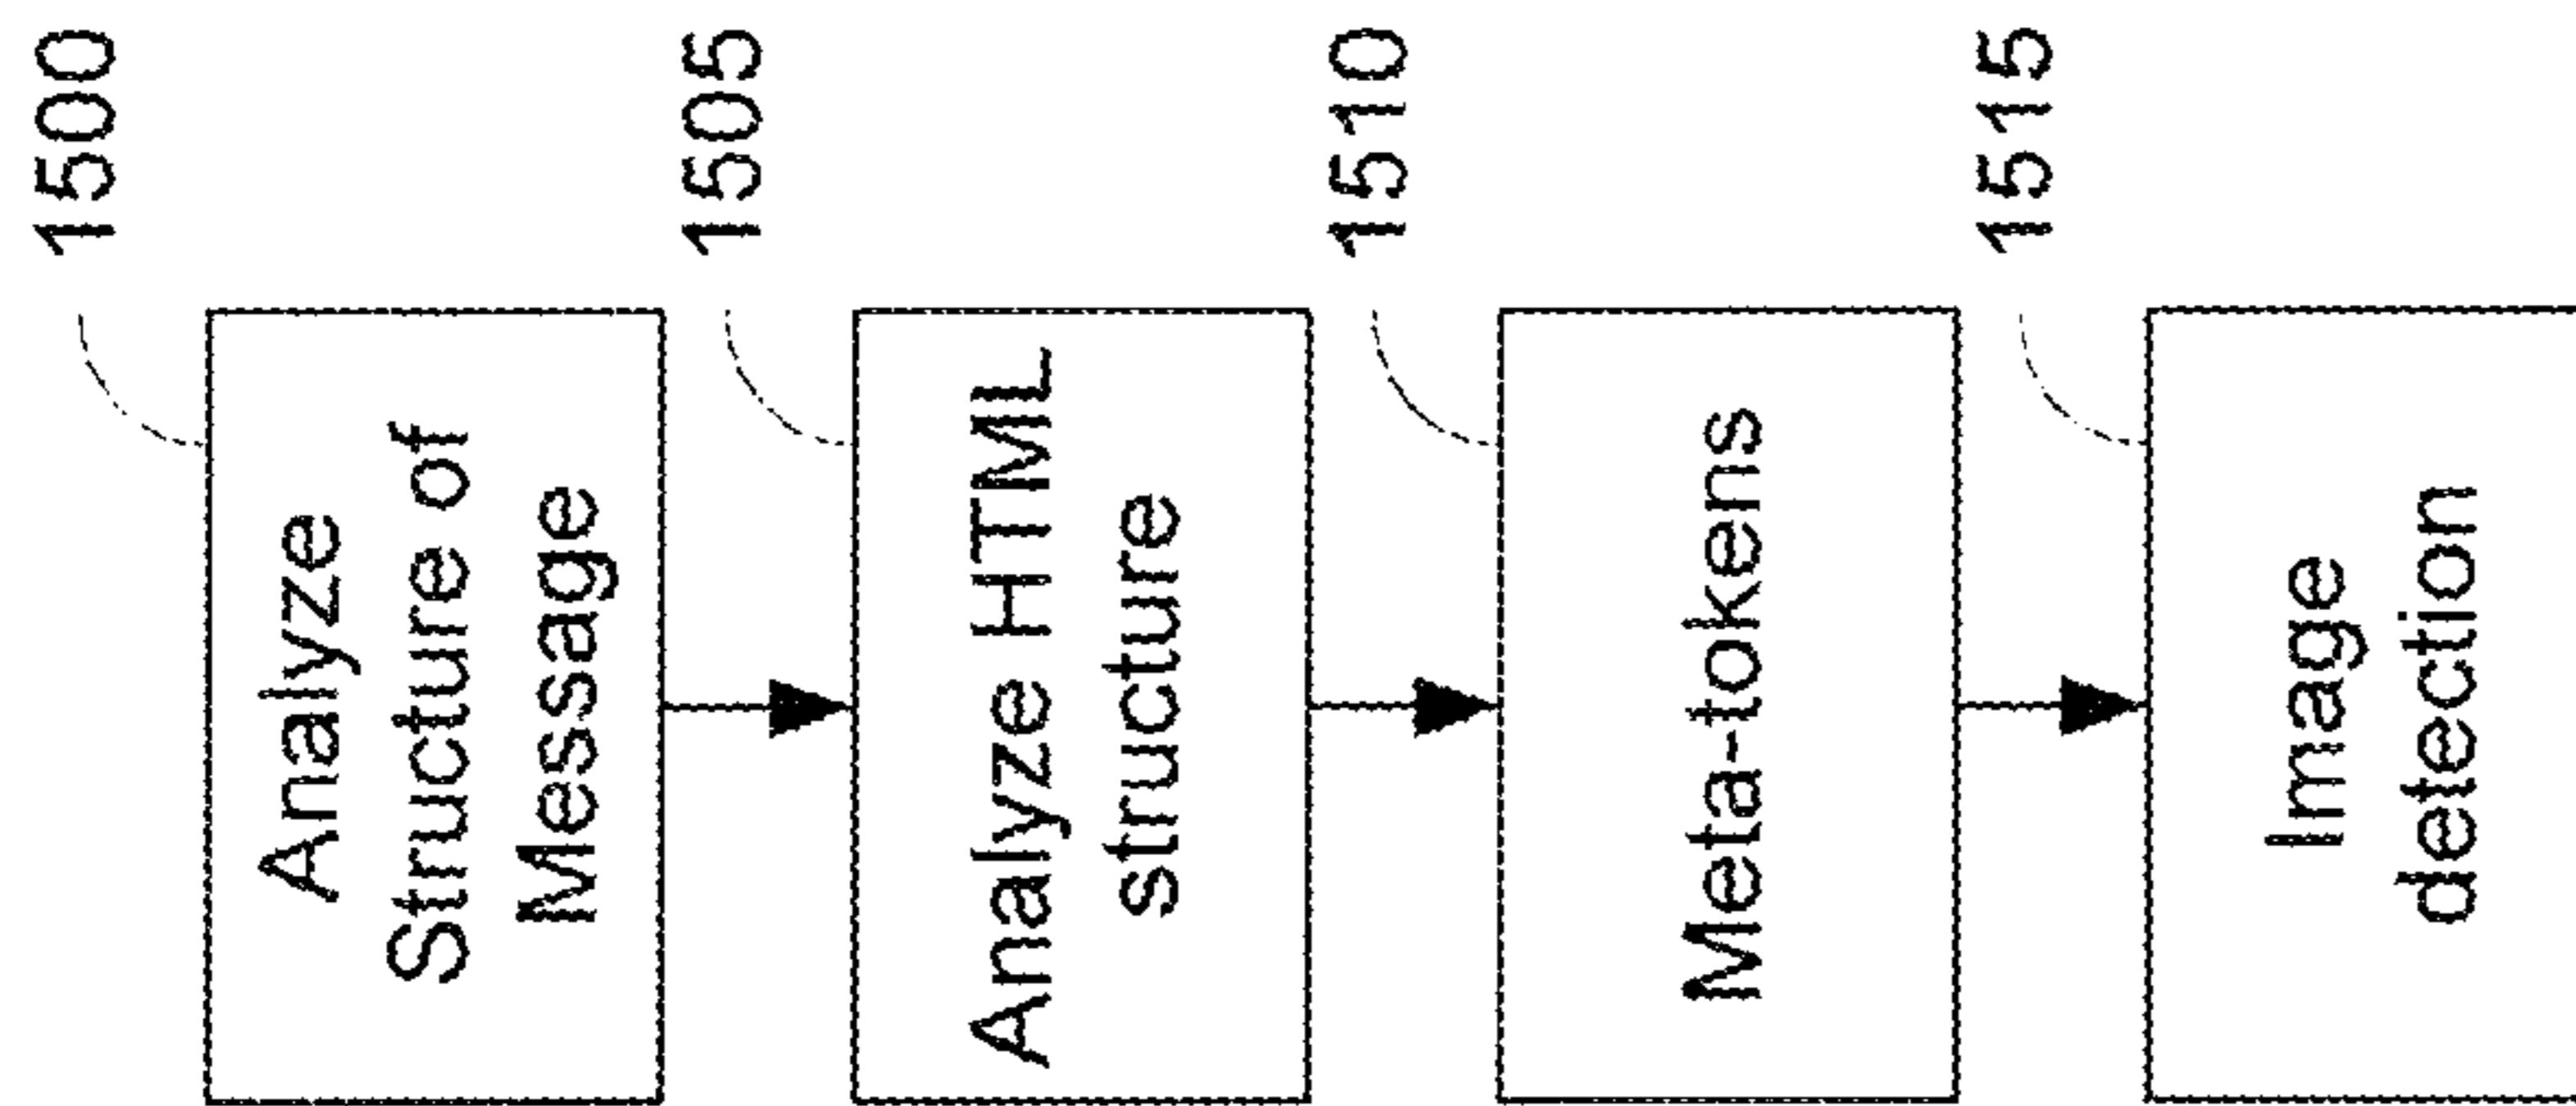 1500
Analyze
Structure of
Message
1505
Analyze HTML
structure
1510
Meta-tokens
1515
Image
detection